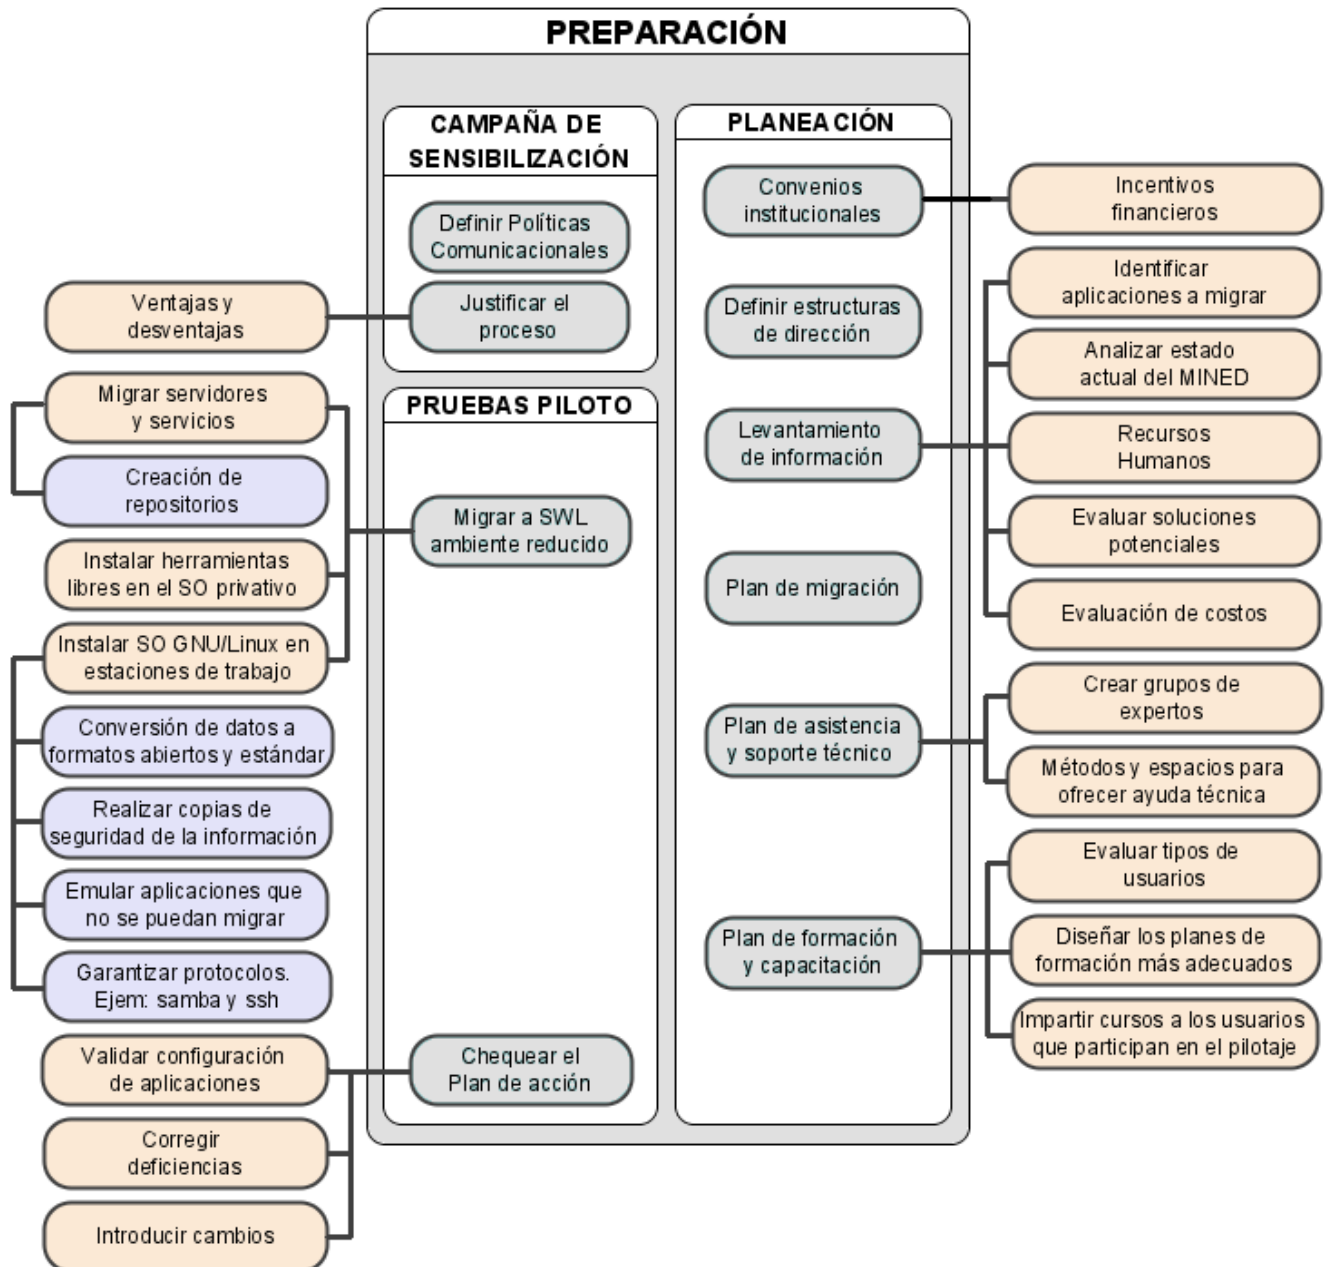 PREPARACIÓN
CAMPAÑA DE
SENSIBILIZACIÓN
Definir Políticas
Comunicacionales
Justificar el
proceso
Ventajas y
desventajas
PRUEBAS PILOTO
Migrar a SWL
ambiente reducido
Migrar servidores
y servicios
Creación de
repositorios
Instalar herramientas
libres en el SO privativo
Instalar SO GNU/Linux en
estaciones de trabajo
Conversión de datos a
formatos abiertos y estándar
Realizar copias de
seguridad de la información
Emular aplicaciones que
no se puedan migrar
Garantizar protocolos.
Ejem: samba y ssh
Chequear el
Plan de acción
Validar configuración
de aplicaciones
Corregir
deficiencias
Introducir cambios
PLANEACIÓN
Convenios
institucionales
Incentivos
financieros
Definir estructuras
de dirección
Levantamiento
de información
Identificar
aplicaciones a migrar
Analizar estado
actual del MINED
Recursos
Humanos
Evaluar soluciones
potenciales
Evaluación de costos
Plan de migración
Plan de asistencia
y soporte técnico
Crear grupos de
expertos
Métodos y espacios para
ofrecer ayuda técnica
Plan de formación
y capacitación
Evaluar tipos de
usuarios
Diseñar los planes de
formación más adecuados
Impartir cursos a los usuarios
que participan en el pilotaje